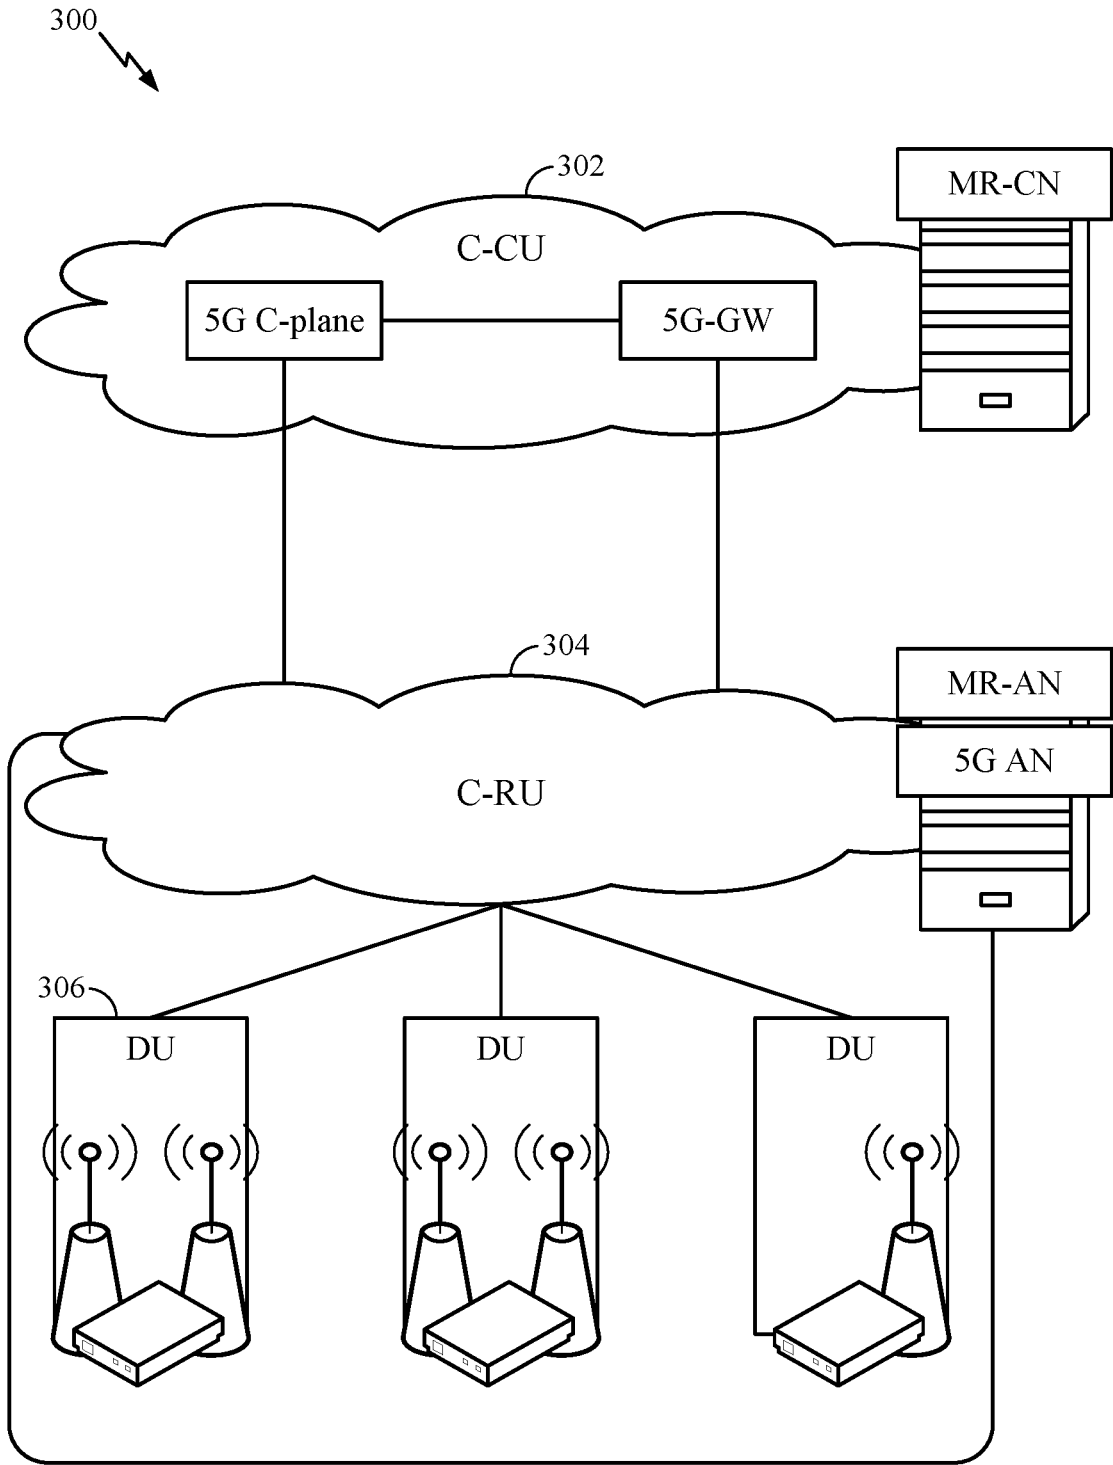 300
302
MR-CN
C-CU
5G C-plane
5G-GW
304
MR-AN
5G AN
C-RU
306
DU
DU
DU